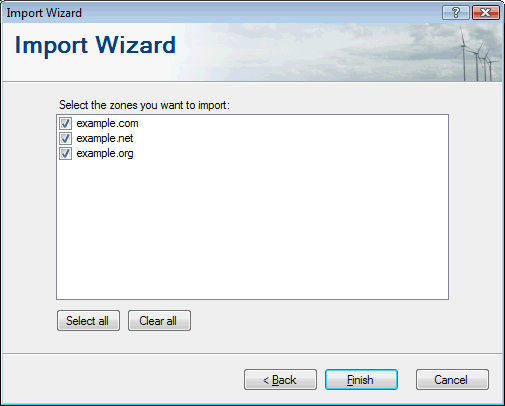 Import Wizard
Import Wizard
Select the zones you want to import:
example.com
example.net
example.org
Select all Clear all
< Back Finish Cancel